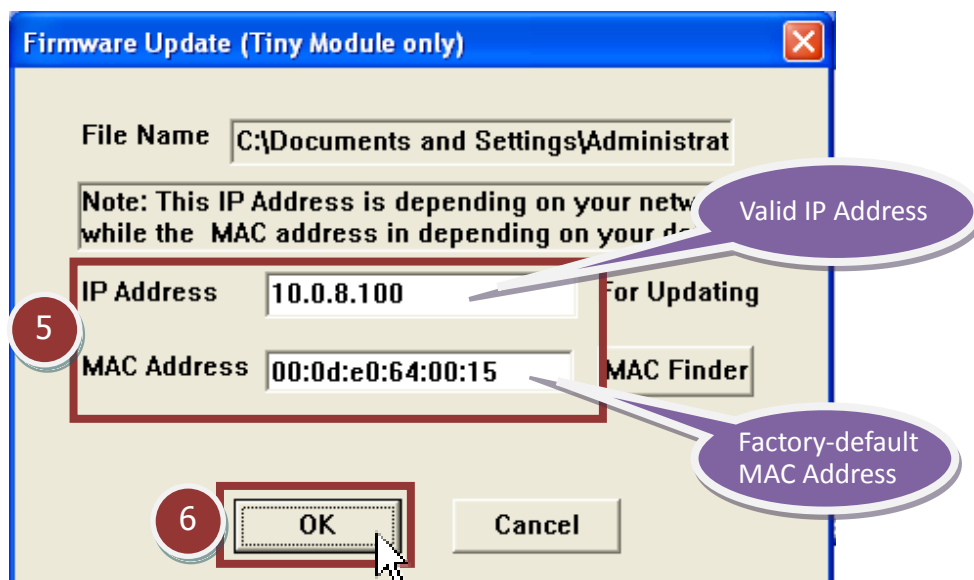 Firmware Update (Tiny Module only)
File Name C:\Documents and Settings\Administrat
Note: This IP Address is depending on your
while the MAC address in depending on your
Valid IP Address
5
IP Address 10.0.8.100 For Updating
MAC Address 00:0d:e0:64:00:15 MAC Finder
Factory-default
MAC Address
6
OK Cancel